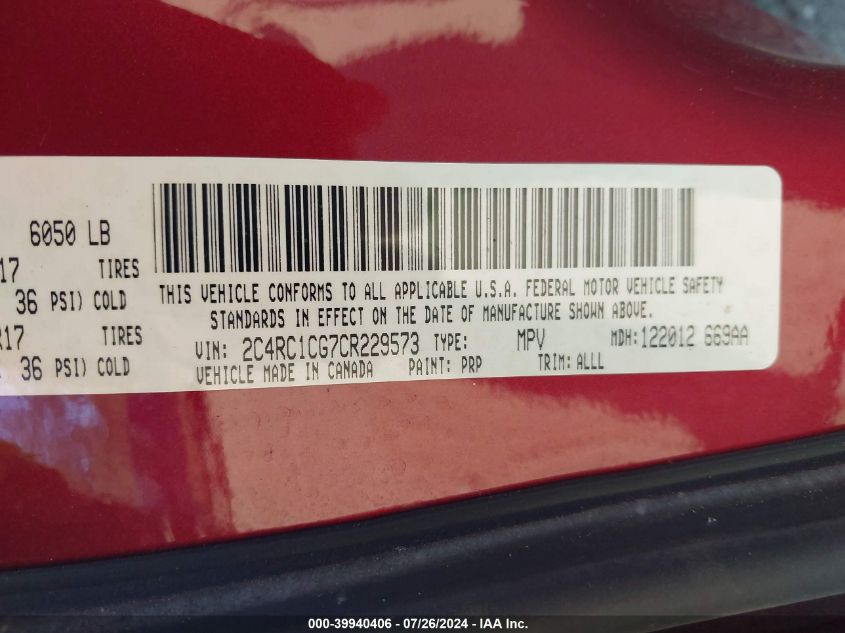 6050 LB
17 TIRES
36 PSI) COLD
R17 TIRES
36 PSI) COLD
THIS VEHICLE CONFORMS TO ALL APPLICABLE U.S.A. FEDERAL MOTOR VEHICLE SAFETY
STANDARDS IN EFFECT ON THE DATE OF MANUFACTURE SHOWN ABOVE.
VIN: 2C4RC1CG7CR229573 TYPE: MPV MDH:122012 669AA
VEHICLE MADE IN CANADA PAINT: PRP TRIM: ALLL
000-39940406 - 07/26/2024 - IAA Inc.